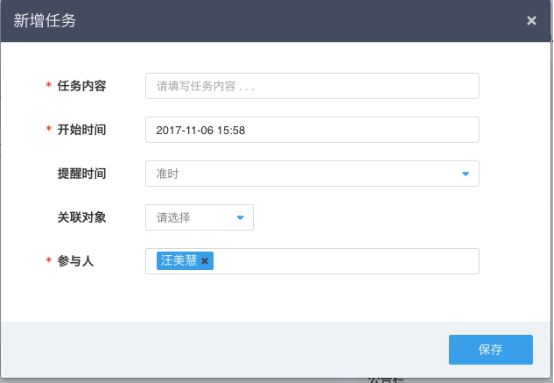 新增任务 ×
* 任务内容 请填写任务内容 . . .
* 开始时间 2017-11-06 15:58
提醒时间 准时
关联对象 请选择
* 参与人 汪美慧 ×
保存